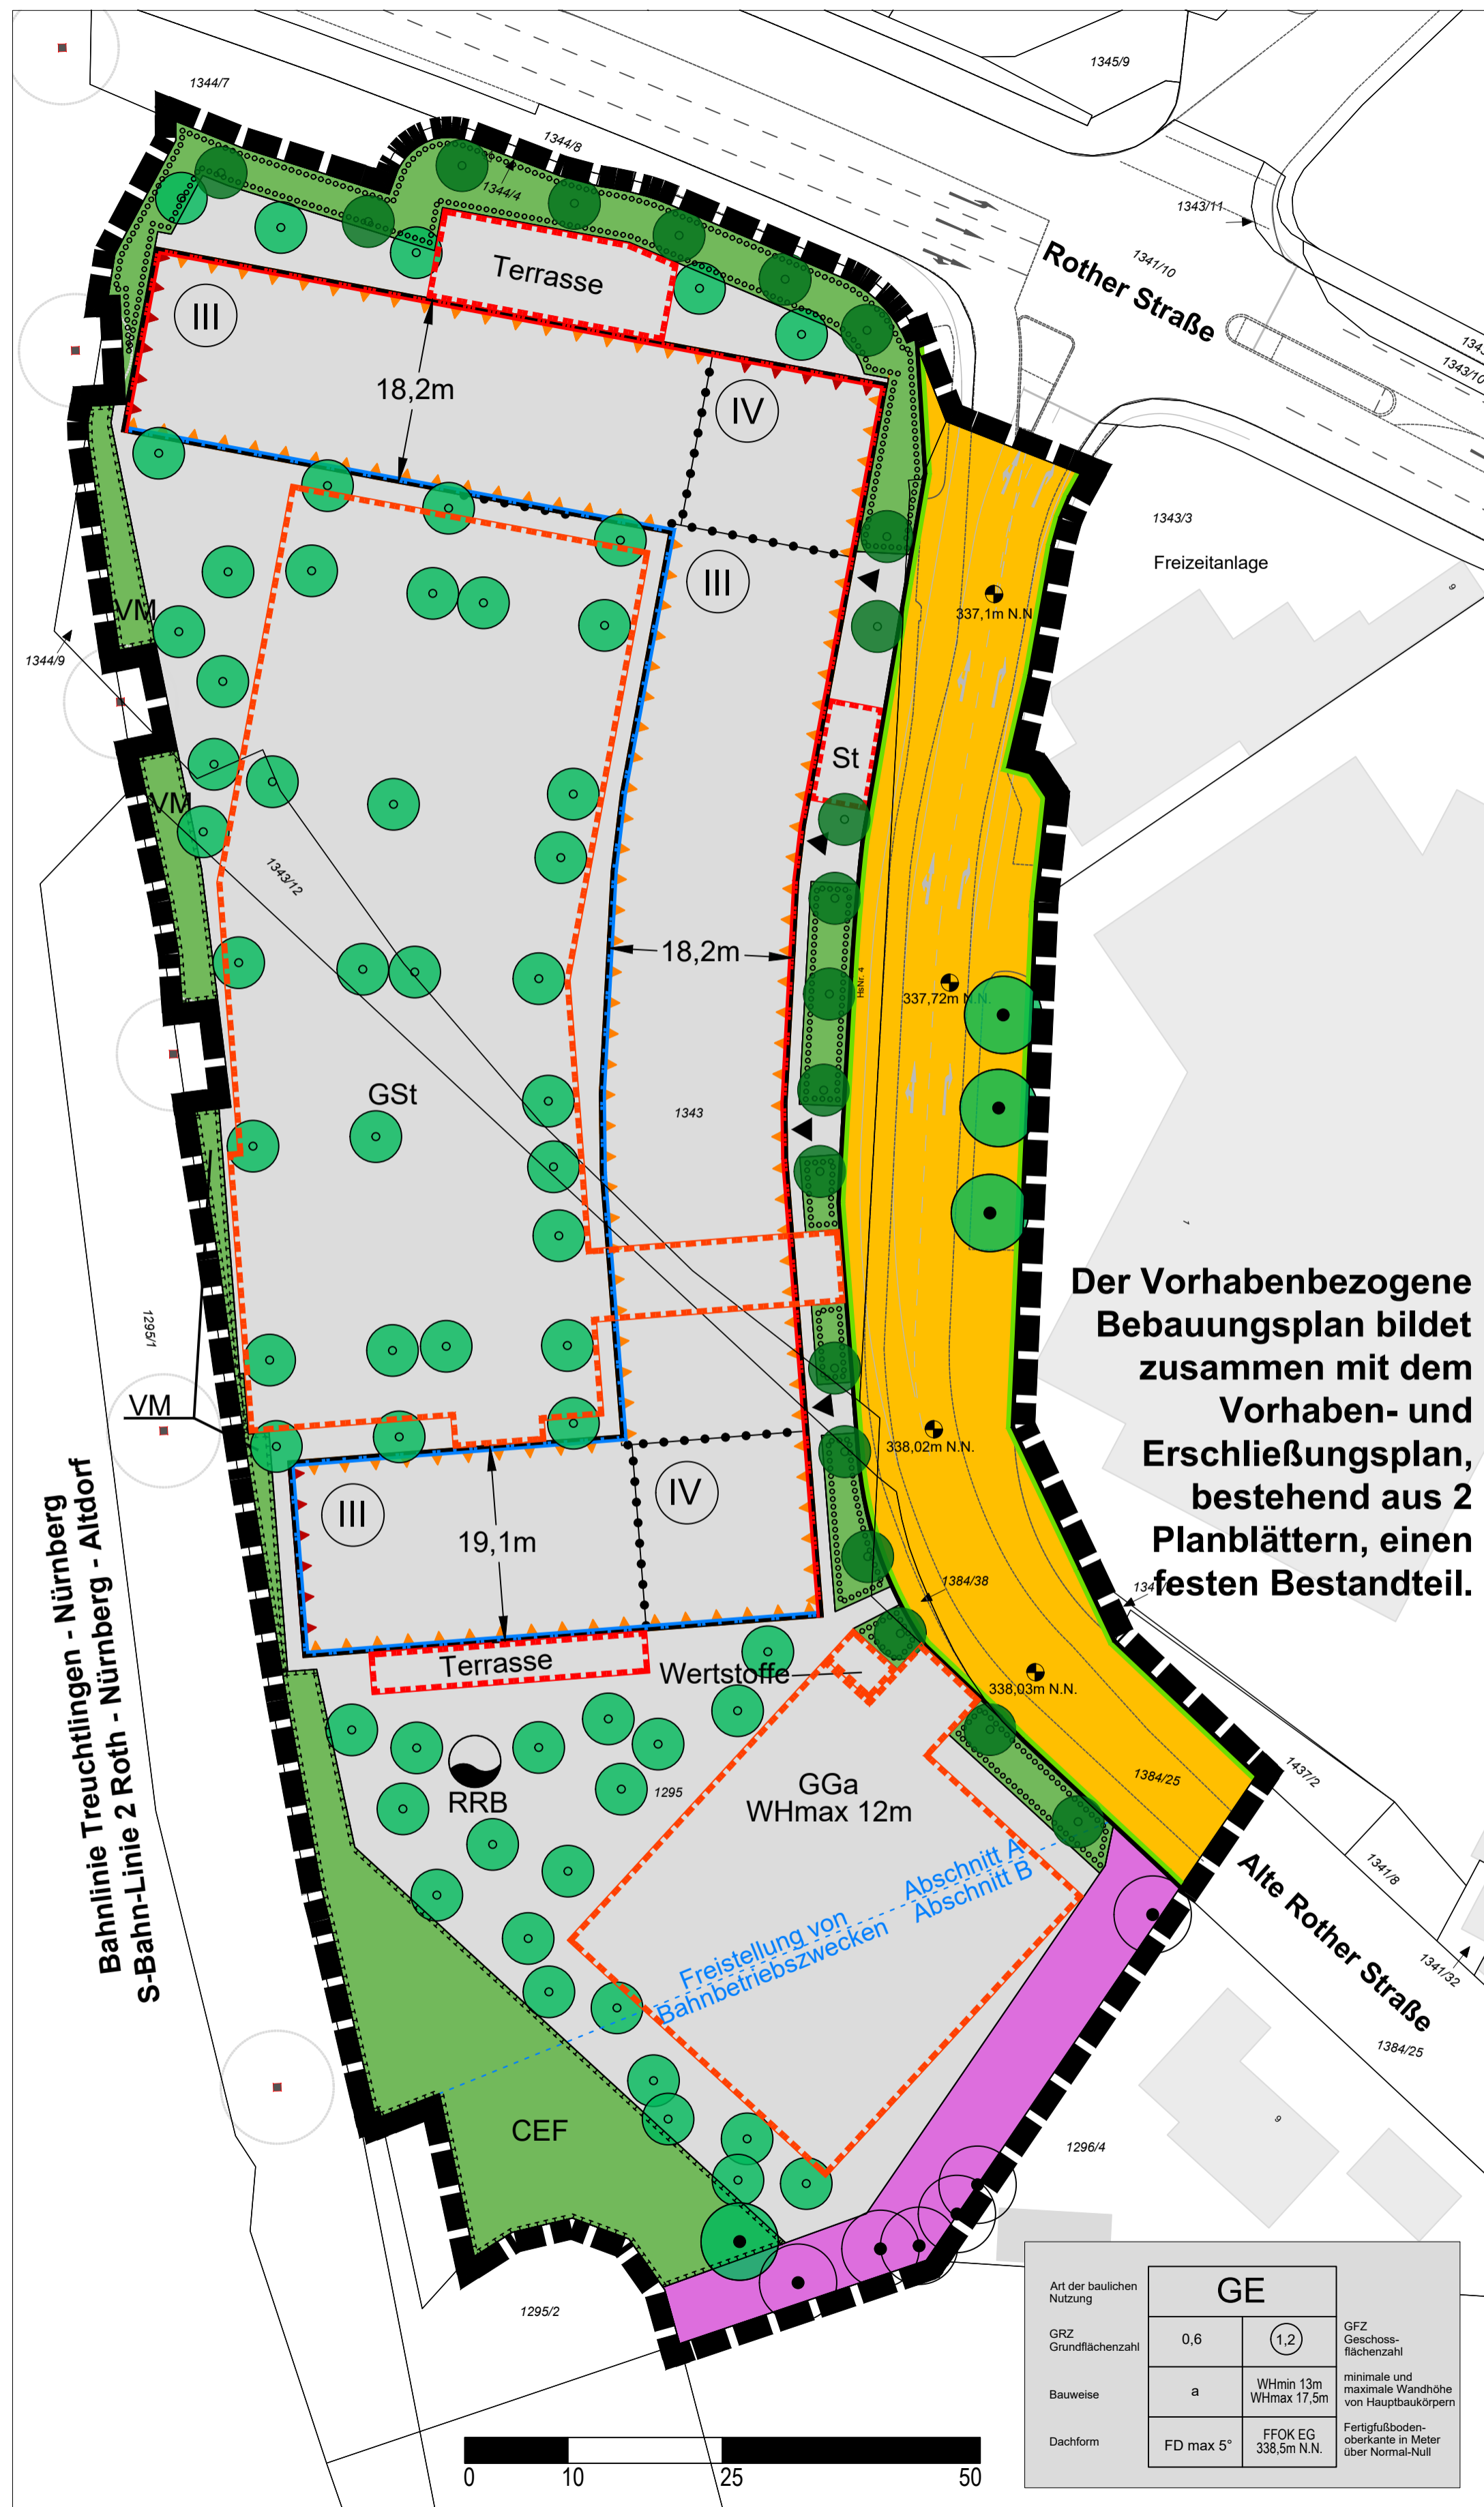 1344/7
1345/9
1344/8
1344/4
1343/11
1341/10
Rother Straße
Terrasse
III
18,2m
IV
1343/10
1343/3
Freizeitanlage
9
III
337,1m N.N
VM
1344/9
St
VM
1343/12
18,2m
HsNr. 4
337,72m N.N.
GSt
1343
1
Der Vorhabenbezogene
Bebauungsplan bildet
zusammen mit dem
Vorhaben- und
Erschließungsplan,
bestehend aus 2
Planblättern, einen
festen Bestandteil.
1295/1
VM
338,02m N.N.
III
IV
19,1m
1384/38
Terrasse
Wertstoffe
338,03m N.N.
Bahnlinie Treuchtlingen - Nürnberg
S-Bahn-Linie 2 Roth - Nürnberg - Altdorf
RRB
1295
GGa
WHmax 12m
1384/25
1437/2
Abschnitt A
Abschnitt B
Freistellung von
Bahnbetriebszwecken
1341/8
Alte Rother Straße
1341/32
1384/25
CEF
1296/4
9
1295/2
Art der baulichen
Nutzung
GE
GRZ
Grundflächenzahl
0,6
1,2
GFZ
Geschoss-
flächenzahl
Bauweise
a
WHmin 13m
WHmax 17,5m
minimale und
maximale Wandhöhe
von Hauptbaukörpern
Dachform
FD max 5°
FFOK EG
338,5m N.N.
Fertigfußboden-
oberkante in Meter
über Normal-Null
0
10
25
50